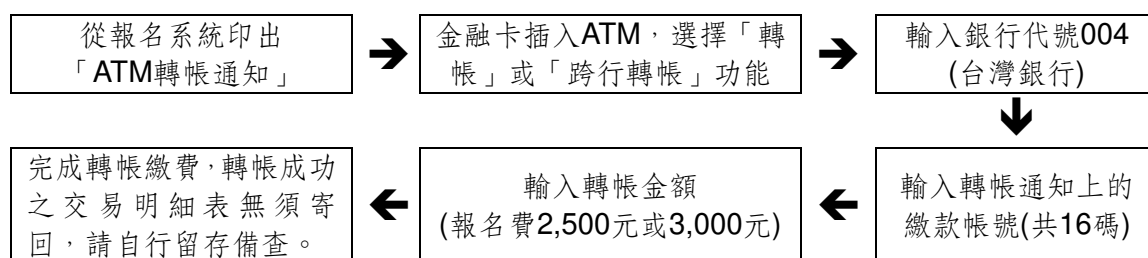 從報名系統印出
「ATM轉帳通知」
金融卡插入ATM,選擇「轉
帳」或「跨行轉帳」功能
輸入銀行代號004
(台灣銀行)
輸入轉帳通知上的
繳款帳號(共16碼)
輸入轉帳金額
(報名費2,500元或3,000元)
完成轉帳繳費,轉帳成功
之交易明細表無須寄
回,請自行留存備查。